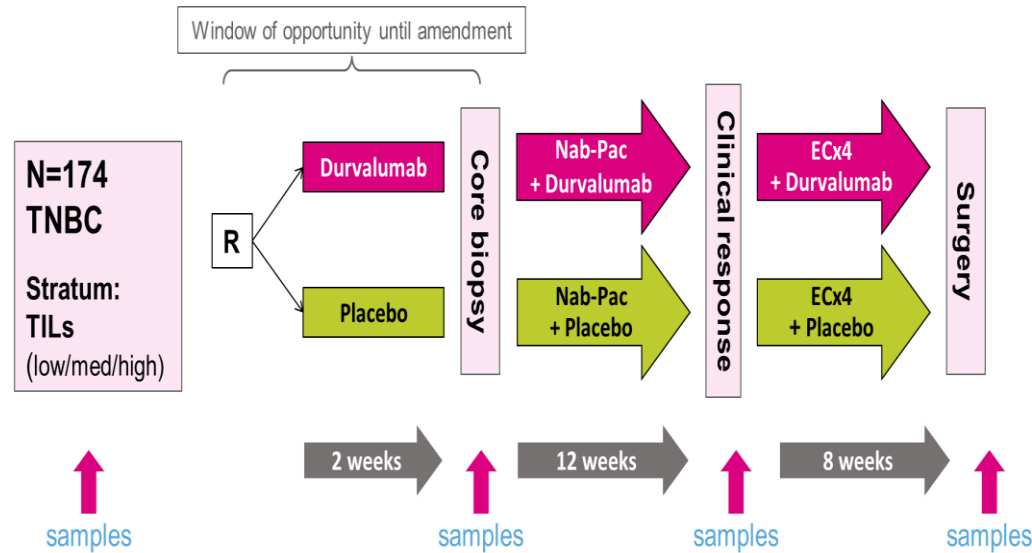 Window of opportunity until amendment
N=174
TNBC
Stratum:
TILs
(low/med/high)
R
Durvalumab
Placebo
Core biopsy
Nab-Pac
+ Durvalumab
Nab-Pac
+ Placebo
Clinical response
ECx4
+ Durvalumab
ECx4
+ Placebo
Surgery
2 weeks
12 weeks
8 weeks
samples
samples
samples
samples